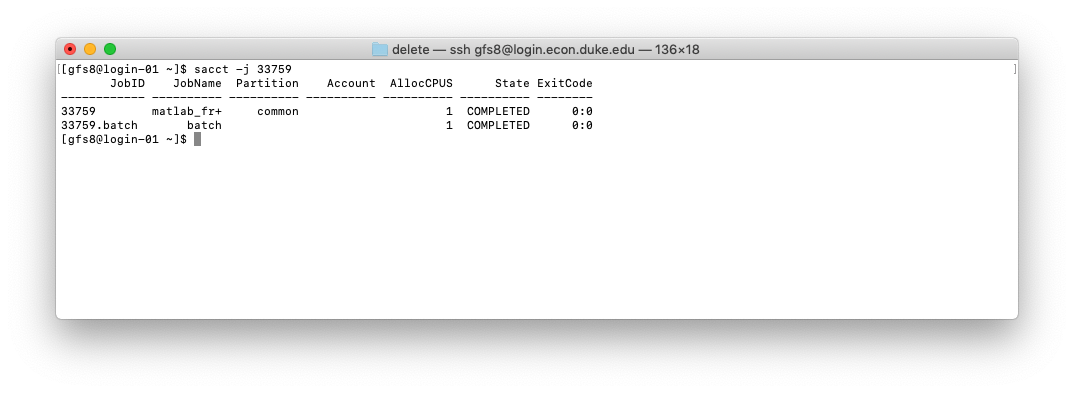 delete — ssh gfs8@login.econ.duke.edu — 136×18
[[gfs8@login-01 ~]$ sacct -j 33759 ]
       JobID    JobName  Partition    Account  AllocCPUS      State ExitCode
------------ ---------- ---------- ---------- ---------- ---------- --------
33759        matlab_fr+     common                     1  COMPLETED      0:0
33759.batch       batch                                1  COMPLETED      0:0
[gfs8@login-01 ~]$